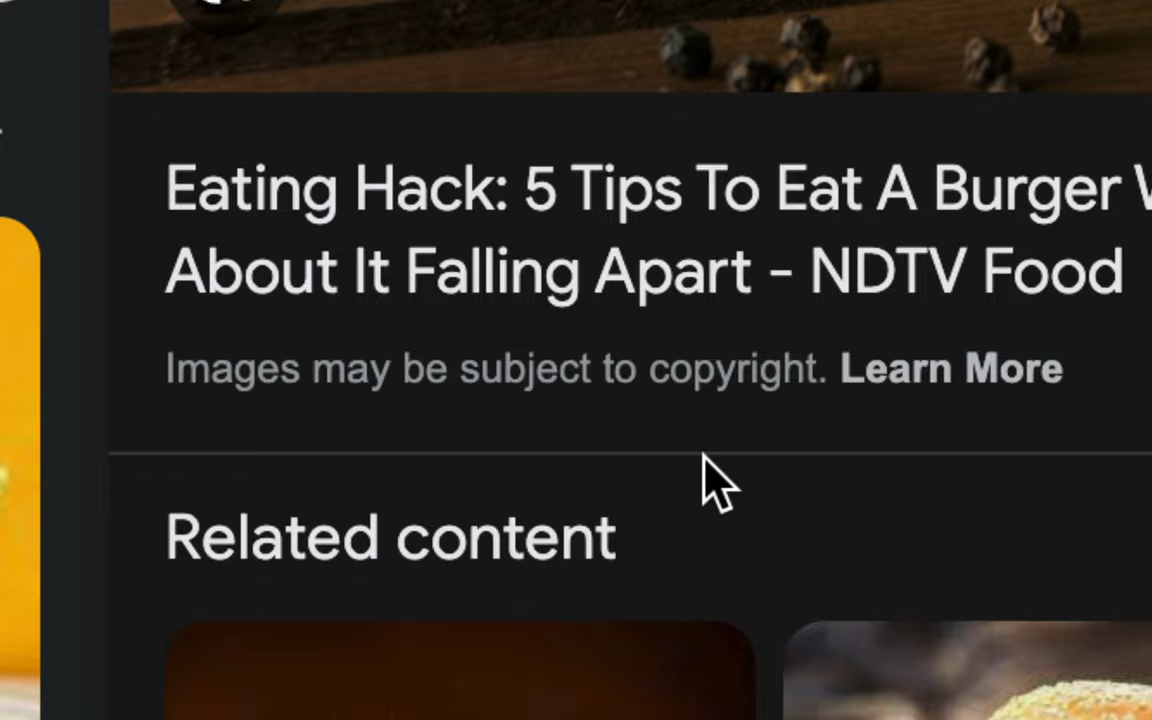 Eating Hack: 5 Tips To Eat A Burger
About It Falling Apart - NDTV Food
Images may be subject to copyright. Learn More
Related content